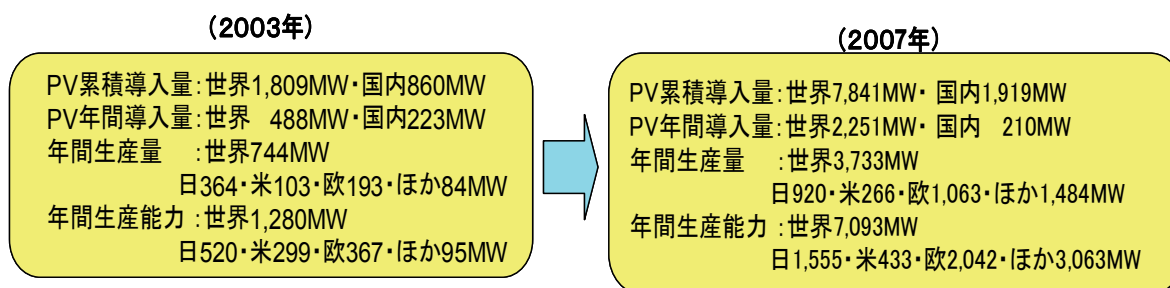 (2003年)
PV累積導入量:世界1,809MW・国内860MW
PV年間導入量:世界 488MW・国内223MW
年間生産量 :世界744MW
日364・米103・欧193・ほか84MW
年間生産能力:世界1,280MW
日520・米299・欧367・ほか95MW
(2007年)
PV累積導入量:世界7,841MW・ 国内1,919MW
PV年間導入量:世界2,251MW・ 国内 210MW
年間生産量 :世界3,733MW
日920・米266・欧1,063・ほか1,484MW
年間生産能力:世界7,093MW
日1,555・米433・欧2,042・ほか3,063MW